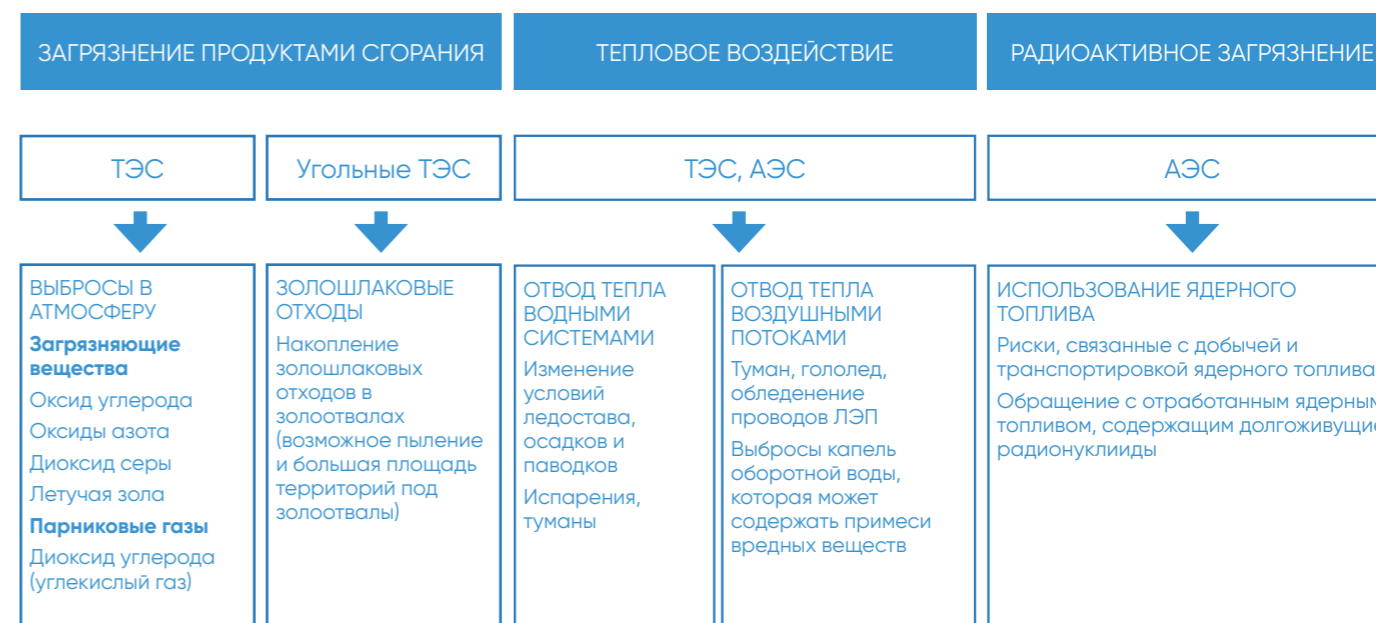 ЗАГРЯЗНЕНИЕ ПРОДУКТАМИ СГОРАНИЯ
ТЕПЛОВОЕ ВОЗДЕЙСТВИЕ
РАДИОАКТИВНОЕ ЗАГРЯЗНЕНИЕ
ТЭС
Угольные ТЭС
ТЭС, АЭС
АЭС
ВЫБРОСЫ В
АТМОСФЕРУ
Загрязняющие
вещества
Оксид углерода
Оксиды азота
Диоксид серы
Летучая зола
Парниковые газы
Диоксид углерода
(углекислый газ)
ЗОЛОШЛАКОВЫЕ
ОТХОДЫ
Накопление
золошлаковых
отходов в
золоотвалах
(возможное пыление
и большая площадь
территорий под
золоотвалы)
ОТВОД ТЕПЛА
ВОДНЫМИ
СИСТЕМАМИ
Изменение
условий
ледостава,
осадков и
паводков
Испарения,
туманы
ОТВОД ТЕПЛА
ВОЗДУШНЫМИ
ПОТОКАМИ
Туман, гололед,
обледенение
проводов ЛЭП
Выбросы капель
оборотной воды,
которая может
содержать примеси
вредных веществ
ИСПОЛЬЗОВАНИЕ ЯДЕРНОГО
ТОПЛИВА
Риски, связанные с добычей и
транспортировкой ядерного топлива
Обращение с отработанным ядерным
топливом, содержащим долгоживущие
радионуклииды